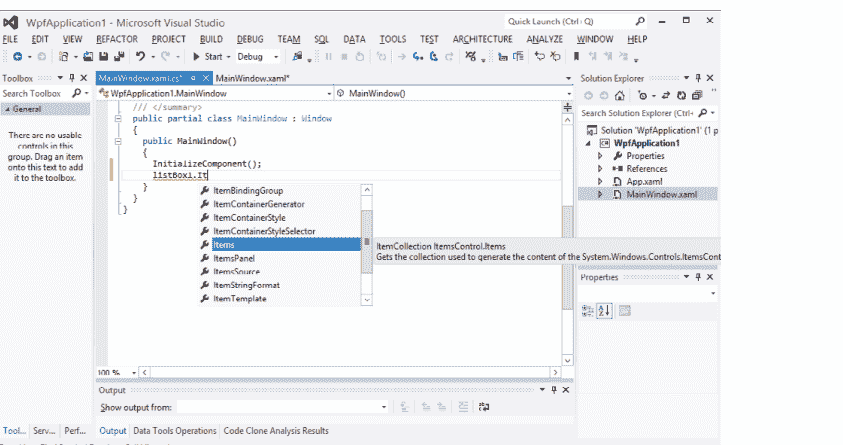 WpfApplication1 - Microsoft Visual Studio
Quick Launch (Ctrl+Q)
FILE EDIT VIEW REFACTOR PROJECT BUILD DEBUG TEAM SQL DATA TOOLS TEST ARCHITECTURE ANALYZE WINDOW HELP
Start Debug
Toolbox
Search Toolbox
General
There are no usable
controls in this
group. Drag an item
onto this text to add
it to the toolbox.
MainWindow.xaml.cs* MainWindow.xaml*
WpfApplication1.MainWindow MainWindow()
/// </summary>
public partial class MainWindow : Window
{
public MainWindow()
{
InitializeComponent();
listBox1.It
}
}
}
ItemBindingGroup
ItemContainerGenerator
ItemContainerStyle
ItemContainerStyleSelector
Items
ItemsPanel
ItemsSource
ItemStringFormat
ItemTemplate
ItemCollection ItemsControl.Items
Gets the collection used to generate the content of the System.Windows.Controls.ItemsCont
100 %
Solution Explorer
Search Solution Explorer (Ctrl+
Solution 'WpfApplication1' (1 p
WpfApplication1
Properties
References
App.xaml
MainWindow.xaml
Properties
Output
Show output from:
Tool... Serv... Perf...
Output Data Tools Operations Code Clone Analysis Results